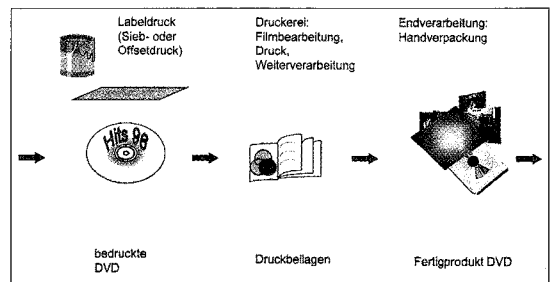 Labeldruck
(Sieb- oder
Offsetdruck)
Druckerei:
Filmbearbeitung,
Druck,
Weiterverarbeitung
Endverarbeitung:
Handverpackung
Hits 98
bedruckte
DVD
Druckbeilagen
Fertigprodukt DVD